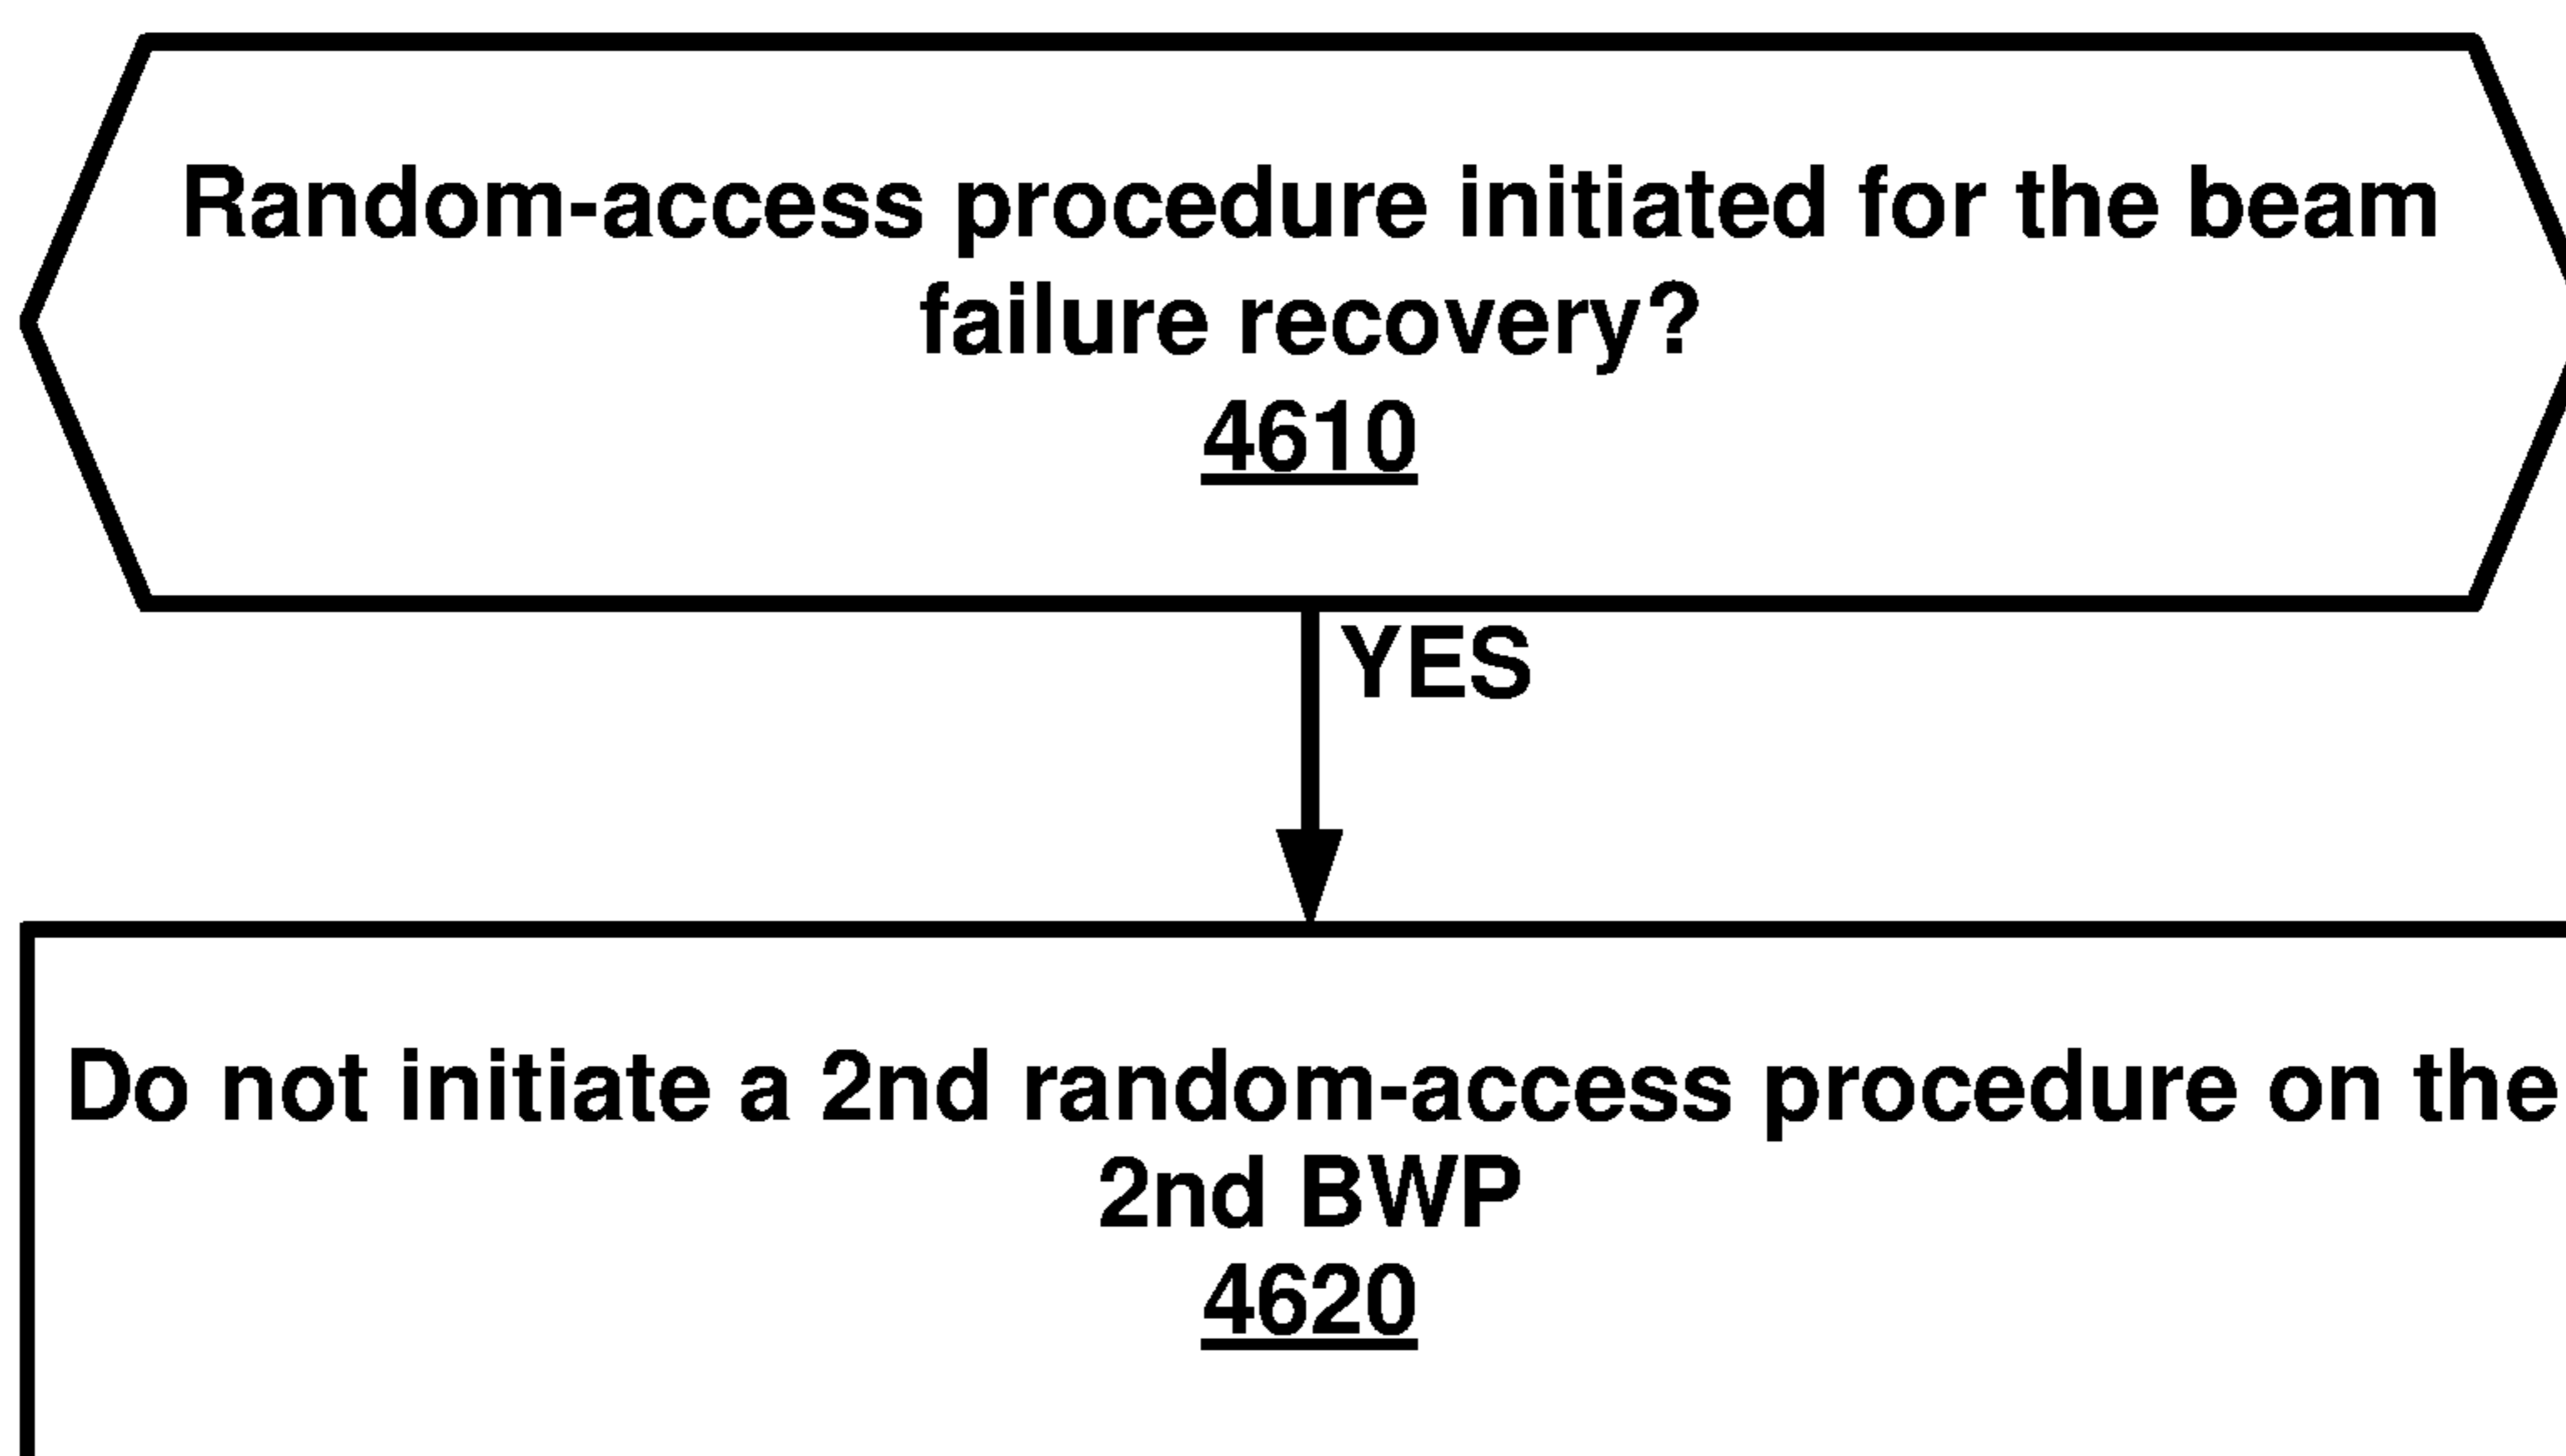 Random-access procedure initiated for the beam
failure recovery?
4610
YES
Do not initiate a 2nd random-access procedure on the
2nd BWP
4620